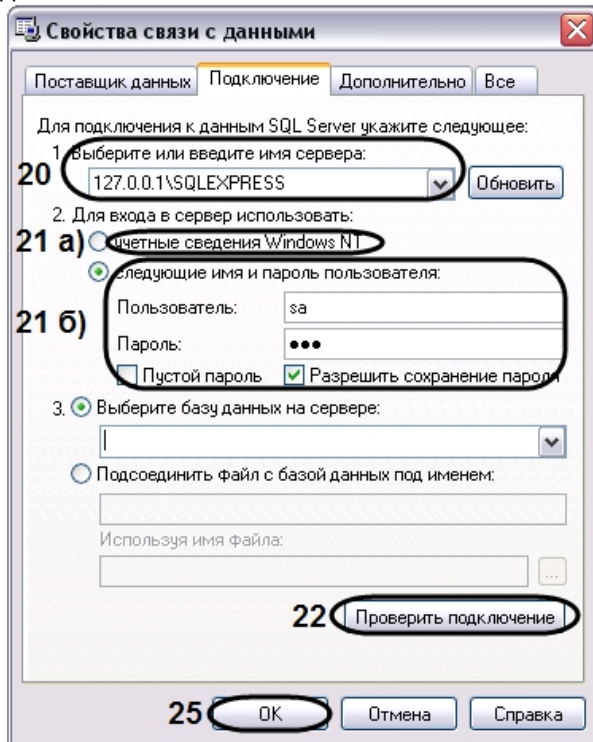 Свойства связи с данными
Поставщик данных Подключение Дополнительно Все
Для подключения к данным SQL Server укажите следующее:
1. Выберите или введите имя сервера:
20 127.0.0.1\SQLEXPRESS Обновить
2. Для входа в сервер использовать:
21 а) учетные сведения Windows NT
следующие имя и пароль пользователя:
Пользователь: sa
21 б)
Пароль: ●●●
Пустой пароль Разрешить сохранение пароля
3. Выберите базу данных на сервере:
Подсоединить файл с базой данных под именем:
Используя имя файла:
...
22 Проверить подключение
25 OK Отмена Справка